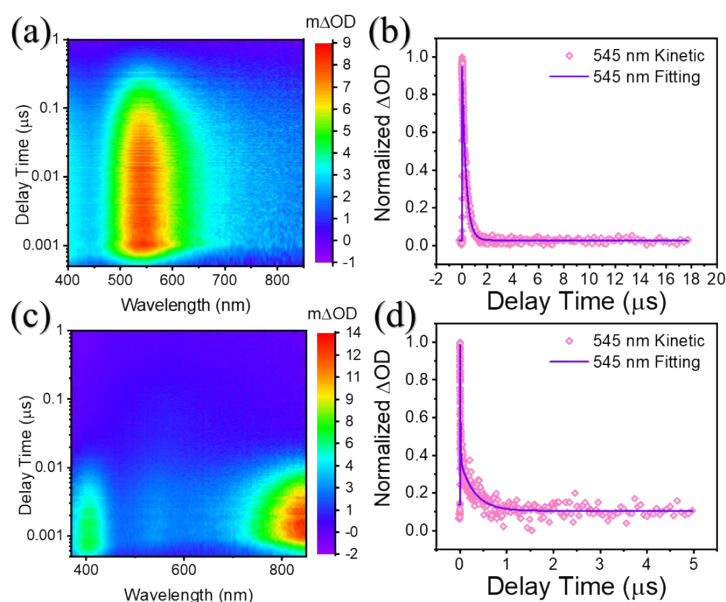 (a)
mΔOD
Delay Time (μs)
1
0.1
0.01
0.001
400 500 600 700 800
Wavelength (nm)
9
8
7
6
5
4
3
2
1
0
-1
(b)
545 nm Kinetic
545 nm Fitting
Normalized ΔOD
1.0
0.8
0.6
0.4
0.2
0.0
-2 0 2 4 6 8 10 12 14 16 18 20
Delay Time (μs)
(c)
mΔOD
Delay Time (μs)
1
0.1
0.01
0.001
400 600 800
Wavelength (nm)
14
12
11
9
8
6
4
3
1
-0
-2
(d)
545 nm Kinetic
545 nm Fitting
Normalized ΔOD
1.0
0.8
0.6
0.4
0.2
0.0
0 1 2 3 4 5
Delay Time (μs)